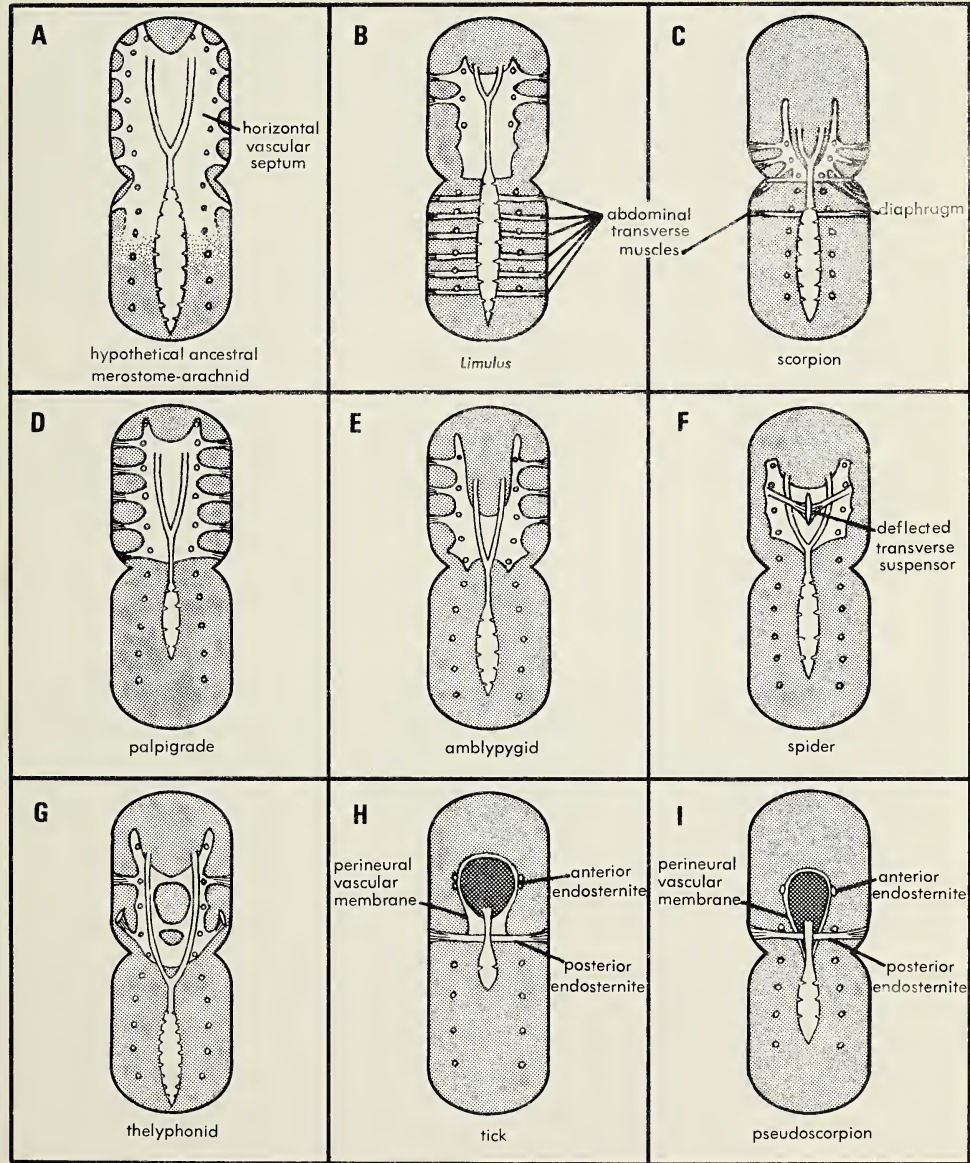 A
horizontal
vascular
septum
hypothetical ancestral
merostome-arachnid
B
abdominal
transverse
muscles
Limulus
C
diaphrugm
scorpion
D
palpigrade
E
amblypygid
F
deflected
transverse
suspensor
spider
G
thelyphonid
H
perineural
vascular
membrane
anterior
endosternite
posterior
endosternite
tick
I
perineural
vascular
membrane
anterior
endosternite
posterior
endosternite
pseudoscorpion